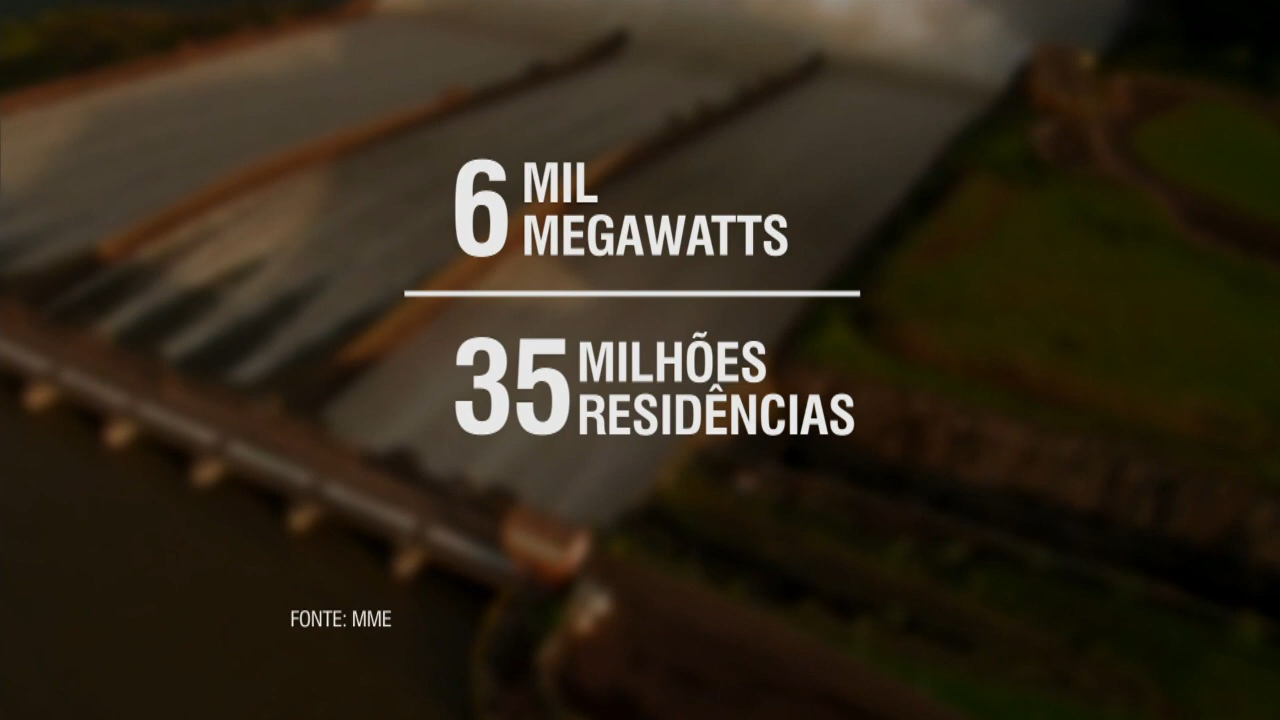 6 MIL
MEGAWATTS
35 MILHÕES
RESIDÊNCIAS
FONTE: MME